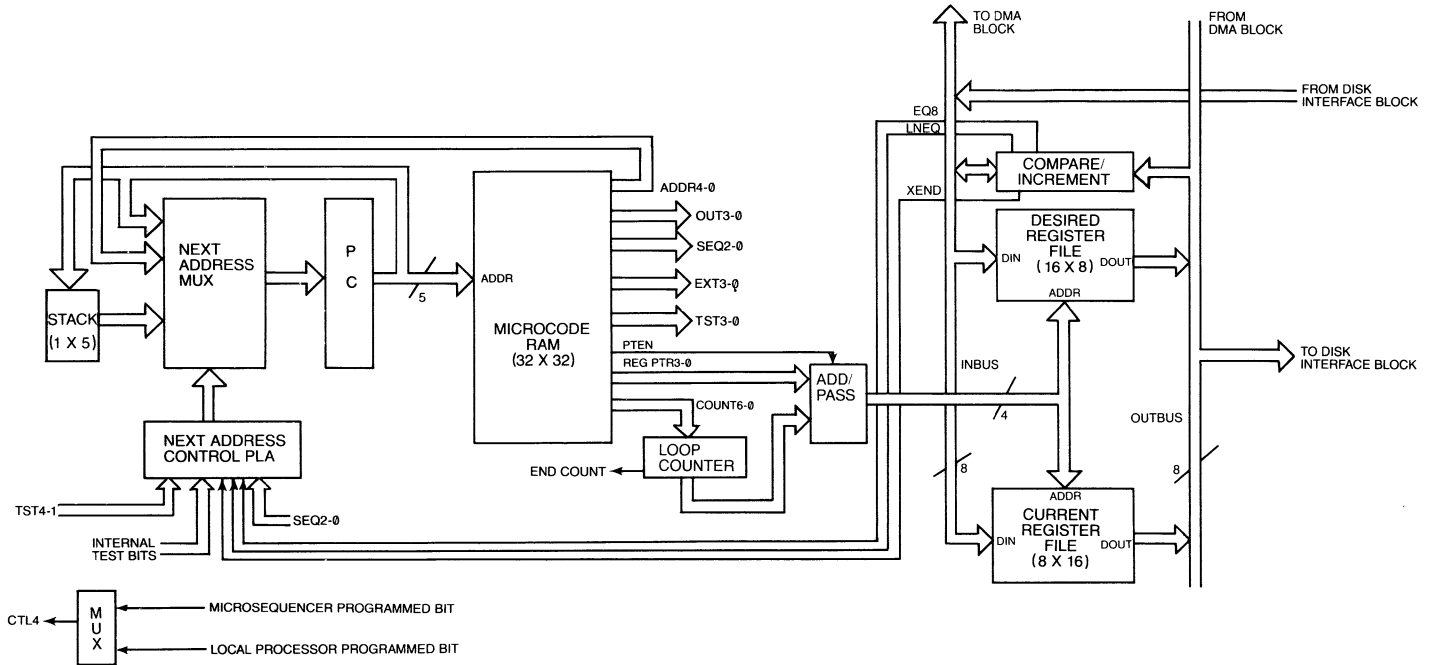 TO DMA
BLOCK
FROM
DMA BLOCK
FROM DISK
INTERFACE BLOCK
EQ8
LNEQ
COMPARE/
INCREMENT
XEND
ADDR4-0
OUT3-0
SEQ2-0
EXT3-0
TST3-0
NEXT
ADDRESS
MUX
P
C
5
ADDR
MICROCODE
RAM
(32 X 32)
STACK
(1 X 5)
DESIRED
REGISTER
FILE
(16 X 8)
DIN
DOUT
ADDR
PTEN
REG PTR3-0
ADD/
PASS
COUNT6-0
LOOP
COUNTER
END COUNT
INBUS
4
8
OUTBUS
8
TO DISK
INTERFACE BLOCK
NEXT ADDRESS
CONTROL PLA
TST4-1
INTERNAL
TEST BITS
SEQ2-0
ADDR
CURRENT
REGISTER
FILE
(8 X 16)
DIN
DOUT
CTL4
M
U
X
MICROSEQUENCER PROGRAMMED BIT
LOCAL PROCESSOR PROGRAMMED BIT